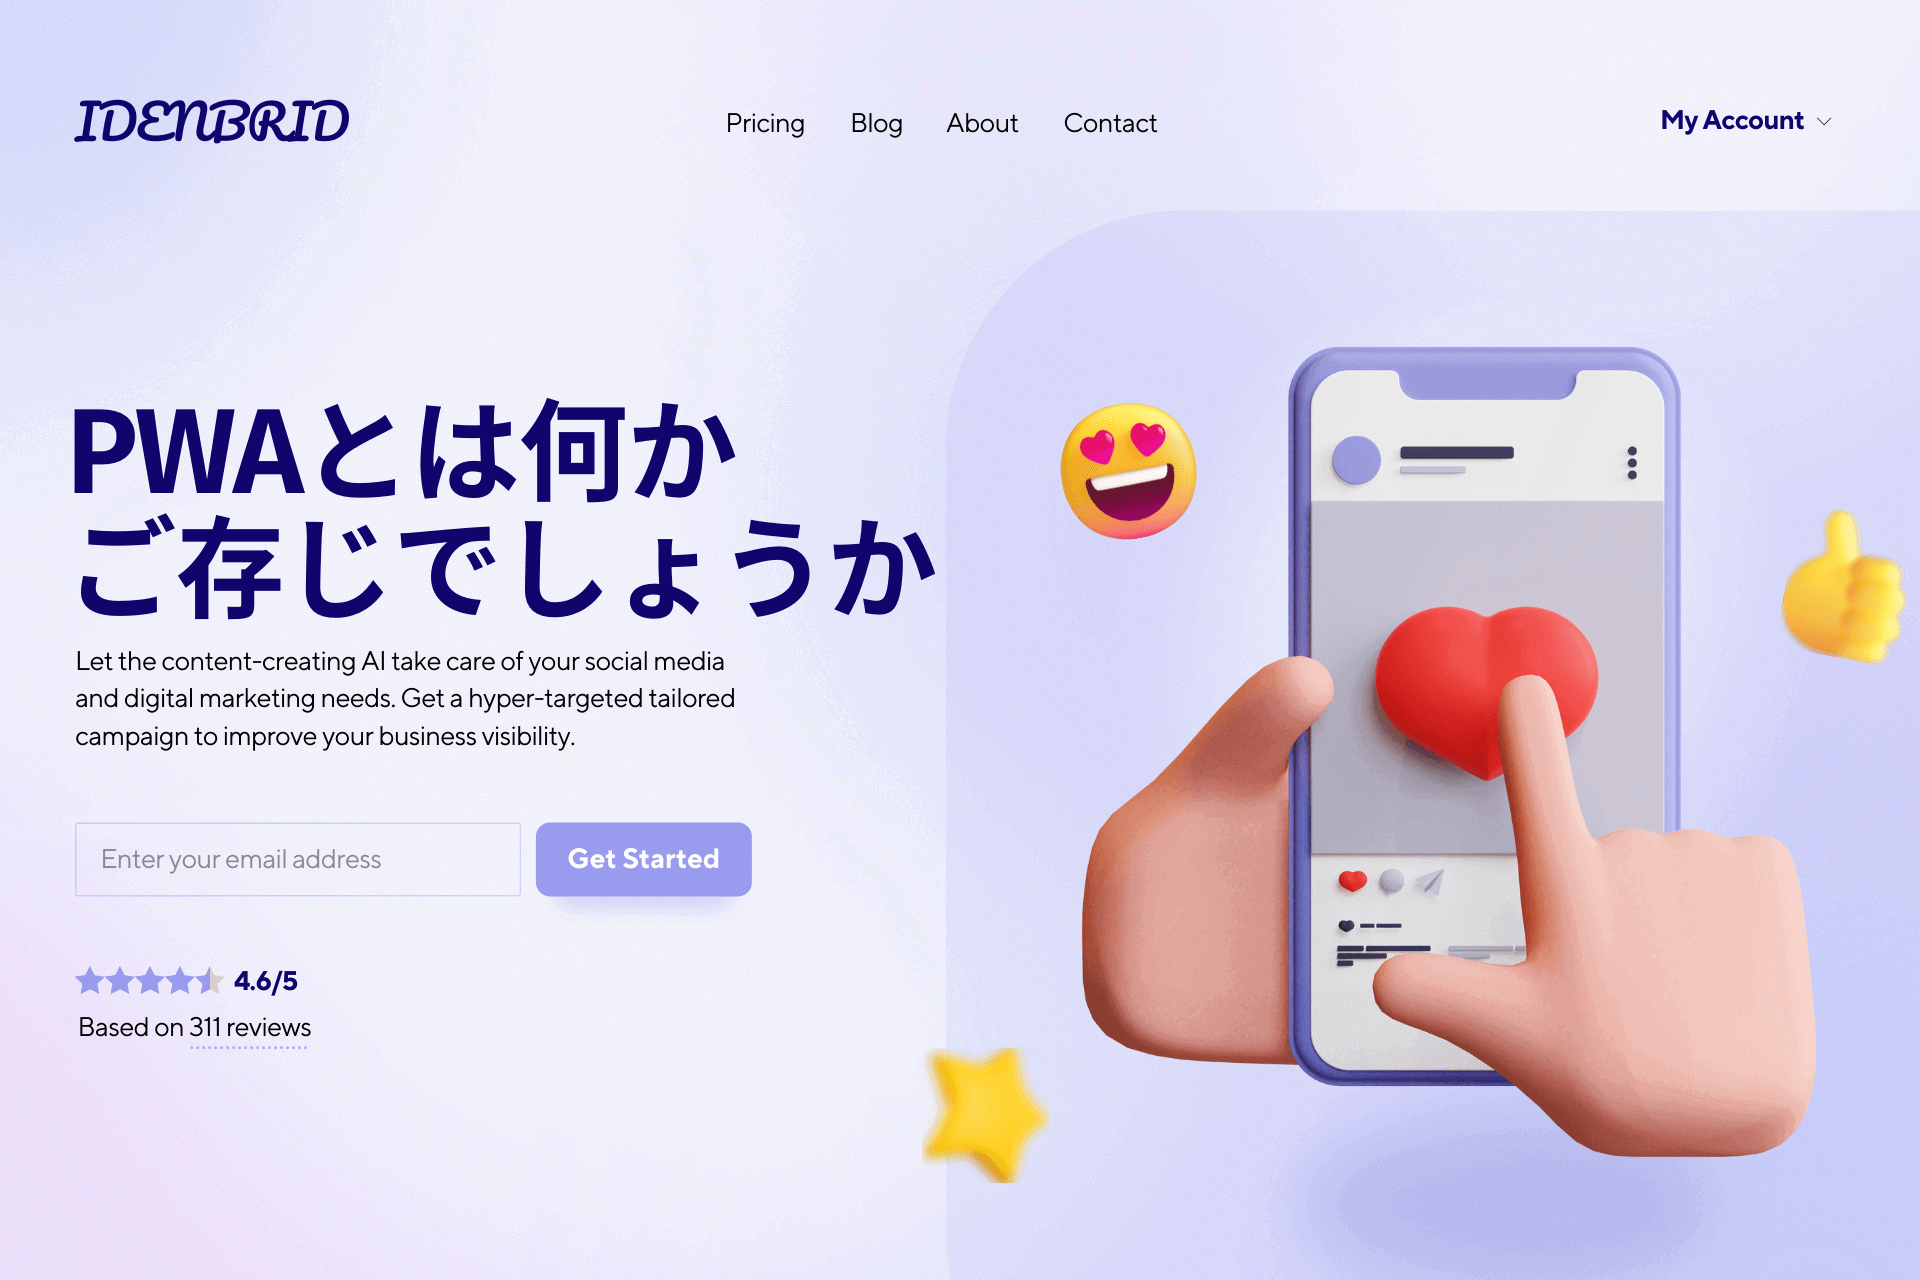 IDENBRID
Pricing Blog About Contact
My Account
PWAとは何か
ご存じでしょうか
Let the content-creating AI take care of your social media
and digital marketing needs. Get a hyper-targeted tailored
campaign to improve your business visibility.
Enter your email address
Get Started
4.6/5
Based on 311 reviews